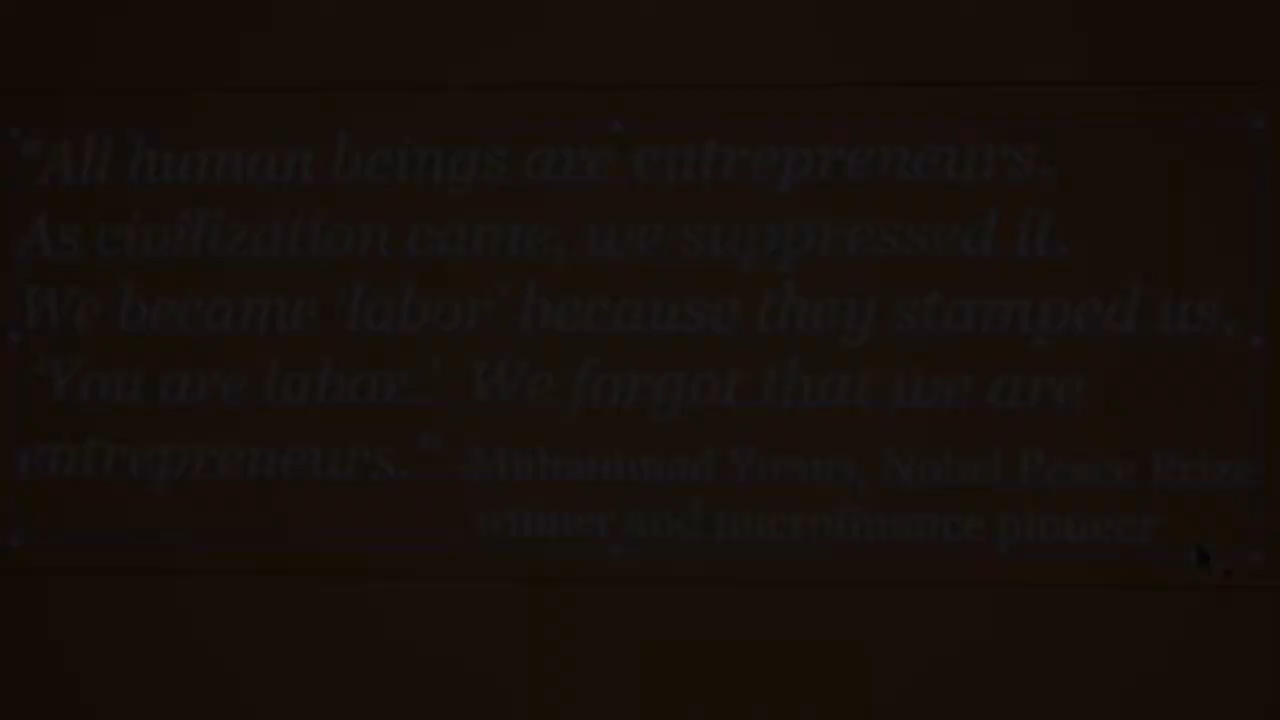 "All human beings are entrepreneurs.
As civilization came, we suppressed it.
We became 'labor' because they stamped us,
'You are labor.' We forgot that we are
entrepreneurs." Muhammad Yunus, Nobel Peace Prize
winner and microfinance pioneer